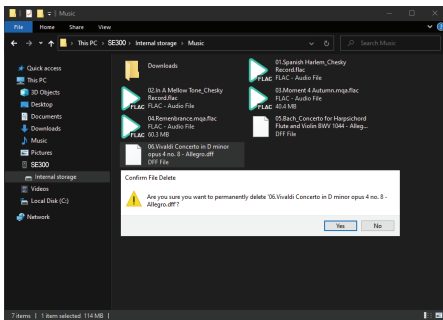 Music
File
Home
Share
View
This PC > SE300 > Internal storage > Music
Search Music
Quick access
This PC
3D Objects
Desktop
Documents
Downloads
Music
Pictures
SE300
Internal storage
Videos
Local Disk (C:)
Network
Downloads
01.Spanish Harlem_Chesky
Record.flac
FLAC - Audio File
FLAC
02.In A Mellow Tone_Chesky
Record.flac
FLAC - Audio File
FLAC
03.Moment 4 Autumn.mqa.flac
FLAC - Audio File
40.4 MB
FLAC
04.Remembrance.mqa.flac
FLAC - Audio File
60.3 MB
FLAC
05.Bach_Concerto for Harpsichord
Flute and Violin BWV 1044 - Alleg...
DFF File
06.Vivaldi Concerto in D minor
opus 4 no. 8 - Allegro.dff
DFF File
Confirm File Delete
Are you sure you want to permanently delete '06.Vivaldi Concerto in D minor opus 4 no. 8 -
Allegro.dff'?
Yes
No
7 items
1 item selected 114 MB